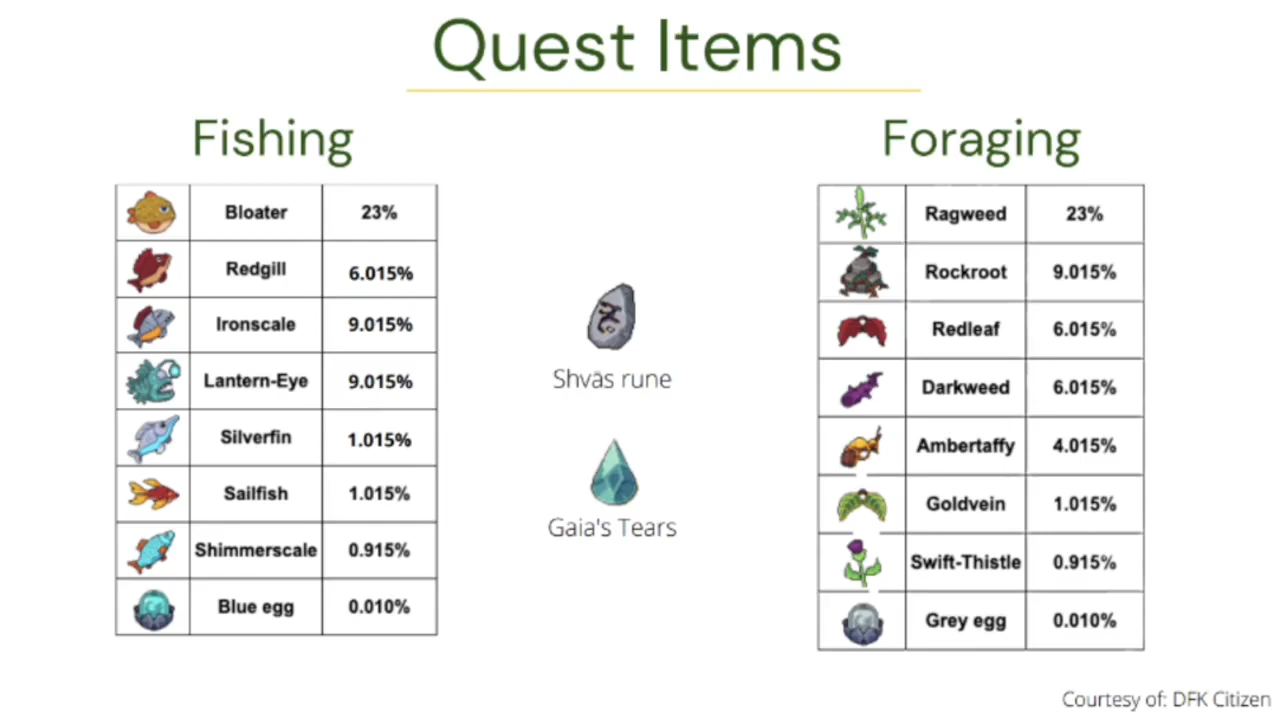 Quest Items
Fishing
Bloater 23%
Redgill 6.015%
Ironscale 9.015%
Lantern-Eye 9.015%
Silverfin 1.015%
Sailfish 1.015%
Shimmerscale 0.915%
Blue egg 0.010%
Shvās rune
Gaia's Tears
Foraging
Ragweed 23%
Rockroot 9.015%
Redleaf 6.015%
Darkweed 6.015%
Ambertaffy 4.015%
Goldvein 1.015%
Swift-Thistle 0.915%
Grey egg 0.010%
Courtesy of: DFK Citizen